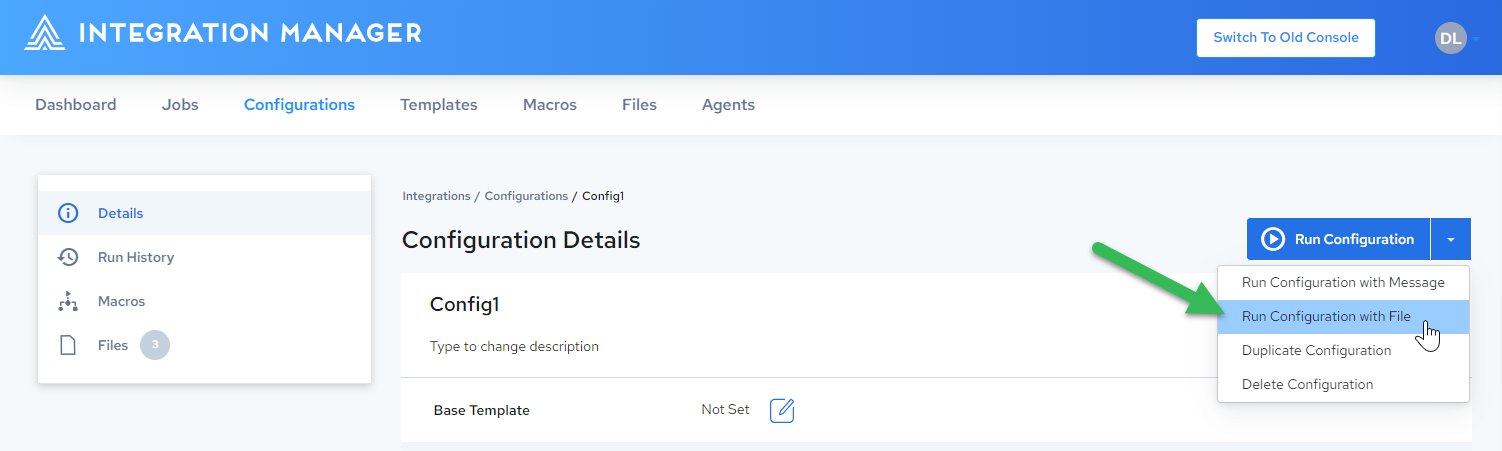 INTEGRATION MANAGER
Switch To Old Console
DL
Dashboard Jobs Configurations Templates Macros Files Agents
Details
Run History
Macros
Files 3
Integrations / Configurations / Config1
Configuration Details
Run Configuration
Run Configuration with Message
Run Configuration with File
Duplicate Configuration
Delete Configuration
Config1
Type to change description
Base Template Not Set